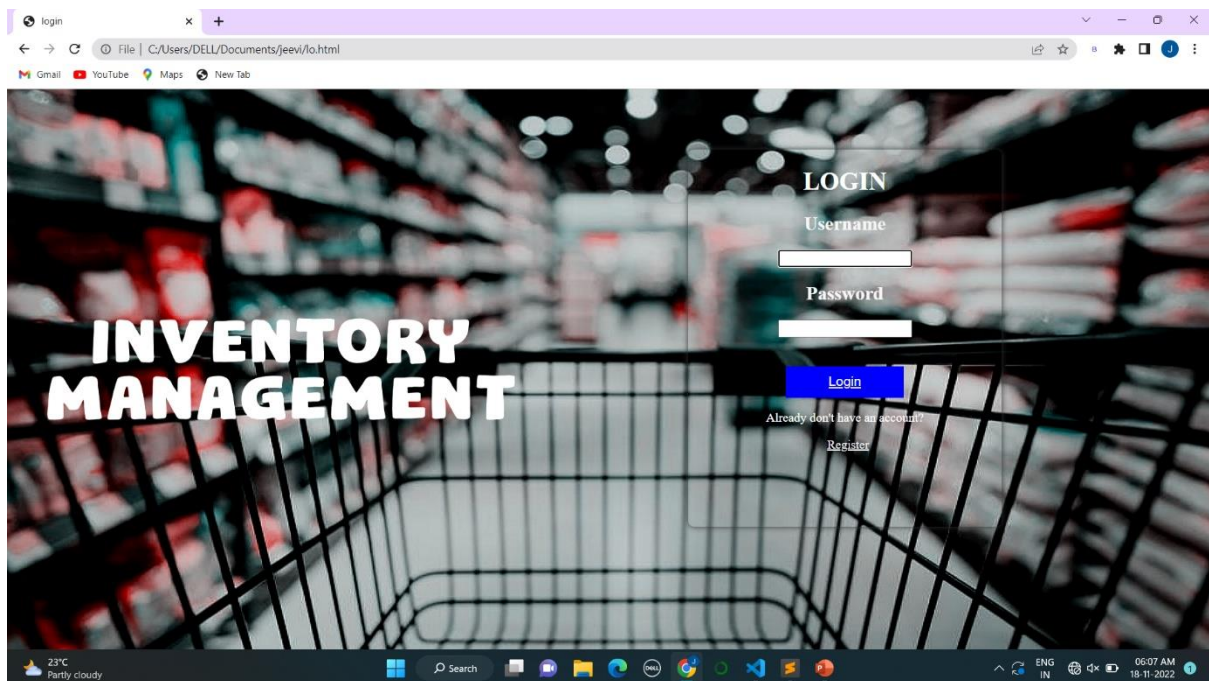 login
File | C:/Users/DELL/Documents/jeevi/lo.html
Gmail YouTube Maps New Tab
INVENTORY
MANAGEMENT
LOGIN
Username
Password
Login
Already don't have an account?
Register
23°C
Partly cloudy
Search
ENG
IN
06:07 AM
18-11-2022
1